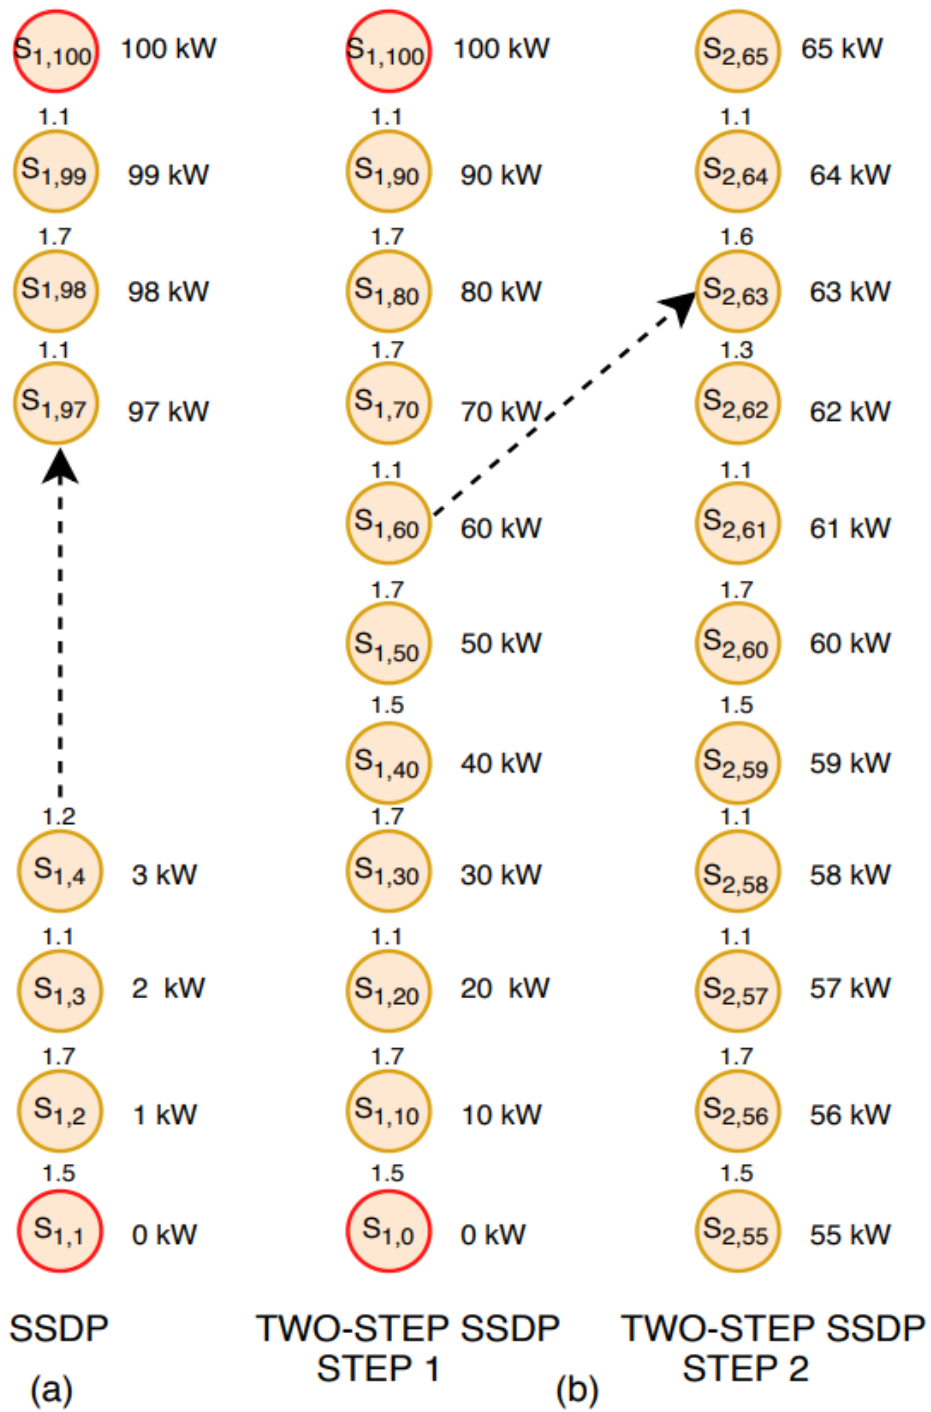 S1,100 100 kW S1,100 100 kW S2,65 65 kW
1.1 1.1 1.1
S1,99 99 kW S1,90 90 kW S2,64 64 kW
1.7 1.7 1.6
S1,98 98 kW S1,80 80 kW S2,63 63 kW
1.1 1.7 1.3
S1,97 97 kW S1,70 70 kW S2,62 62 kW
1.1 1.1
S1,60 60 kW S2,61 61 kW
1.7 1.7
S1,50 50 kW S2,60 60 kW
1.5 1.5
S1,40 40 kW S2,59 59 kW
1.2 1.7 1.1
S1,4 3 kW S1,30 30 kW S2,58 58 kW
1.1 1.1 1.1
S1,3 2 kW S1,20 20 kW S2,57 57 kW
1.7 1.7 1.7
S1,2 1 kW S1,10 10 kW S2,56 56 kW
1.5 1.5 1.5
S1,1 0 kW S1,0 0 kW S2,55 55 kW
SSDP TWO-STEP SSDP TWO-STEP SSDP
STEP 1 STEP 2
(a) (b)